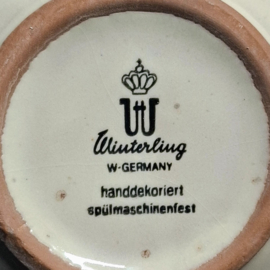 W
Winterling
W-GERMANY
handdekoriert
spülmaschinenfest